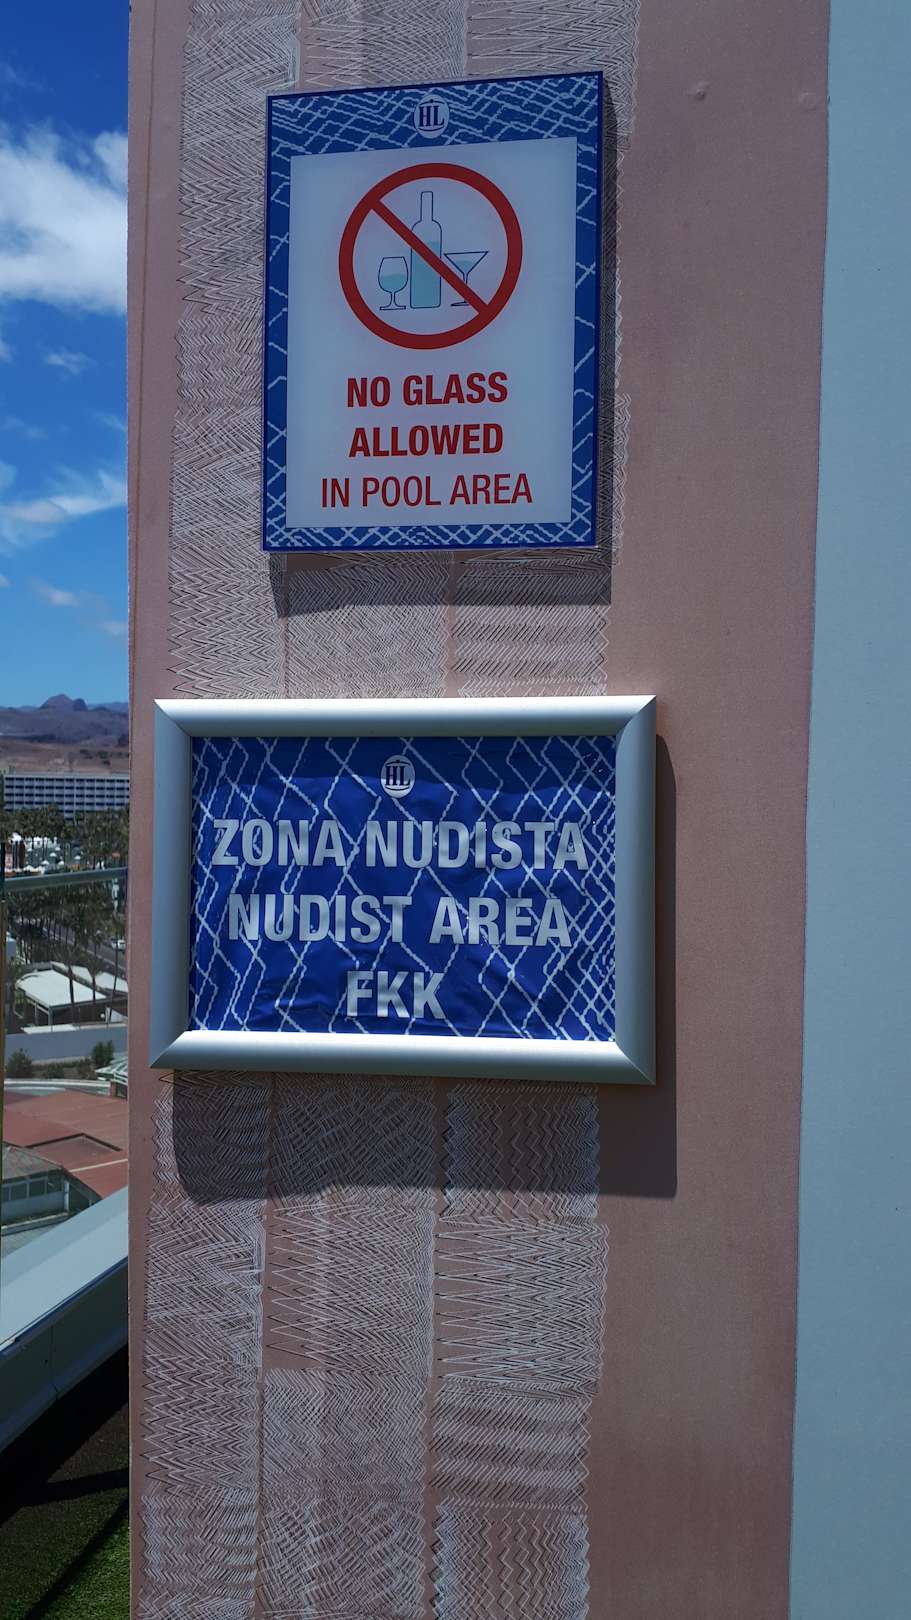 HL
NO GLASS
ALLOWED
IN POOL AREA
HL
ZONA NUDISTA
NUDIST AREA
FKK